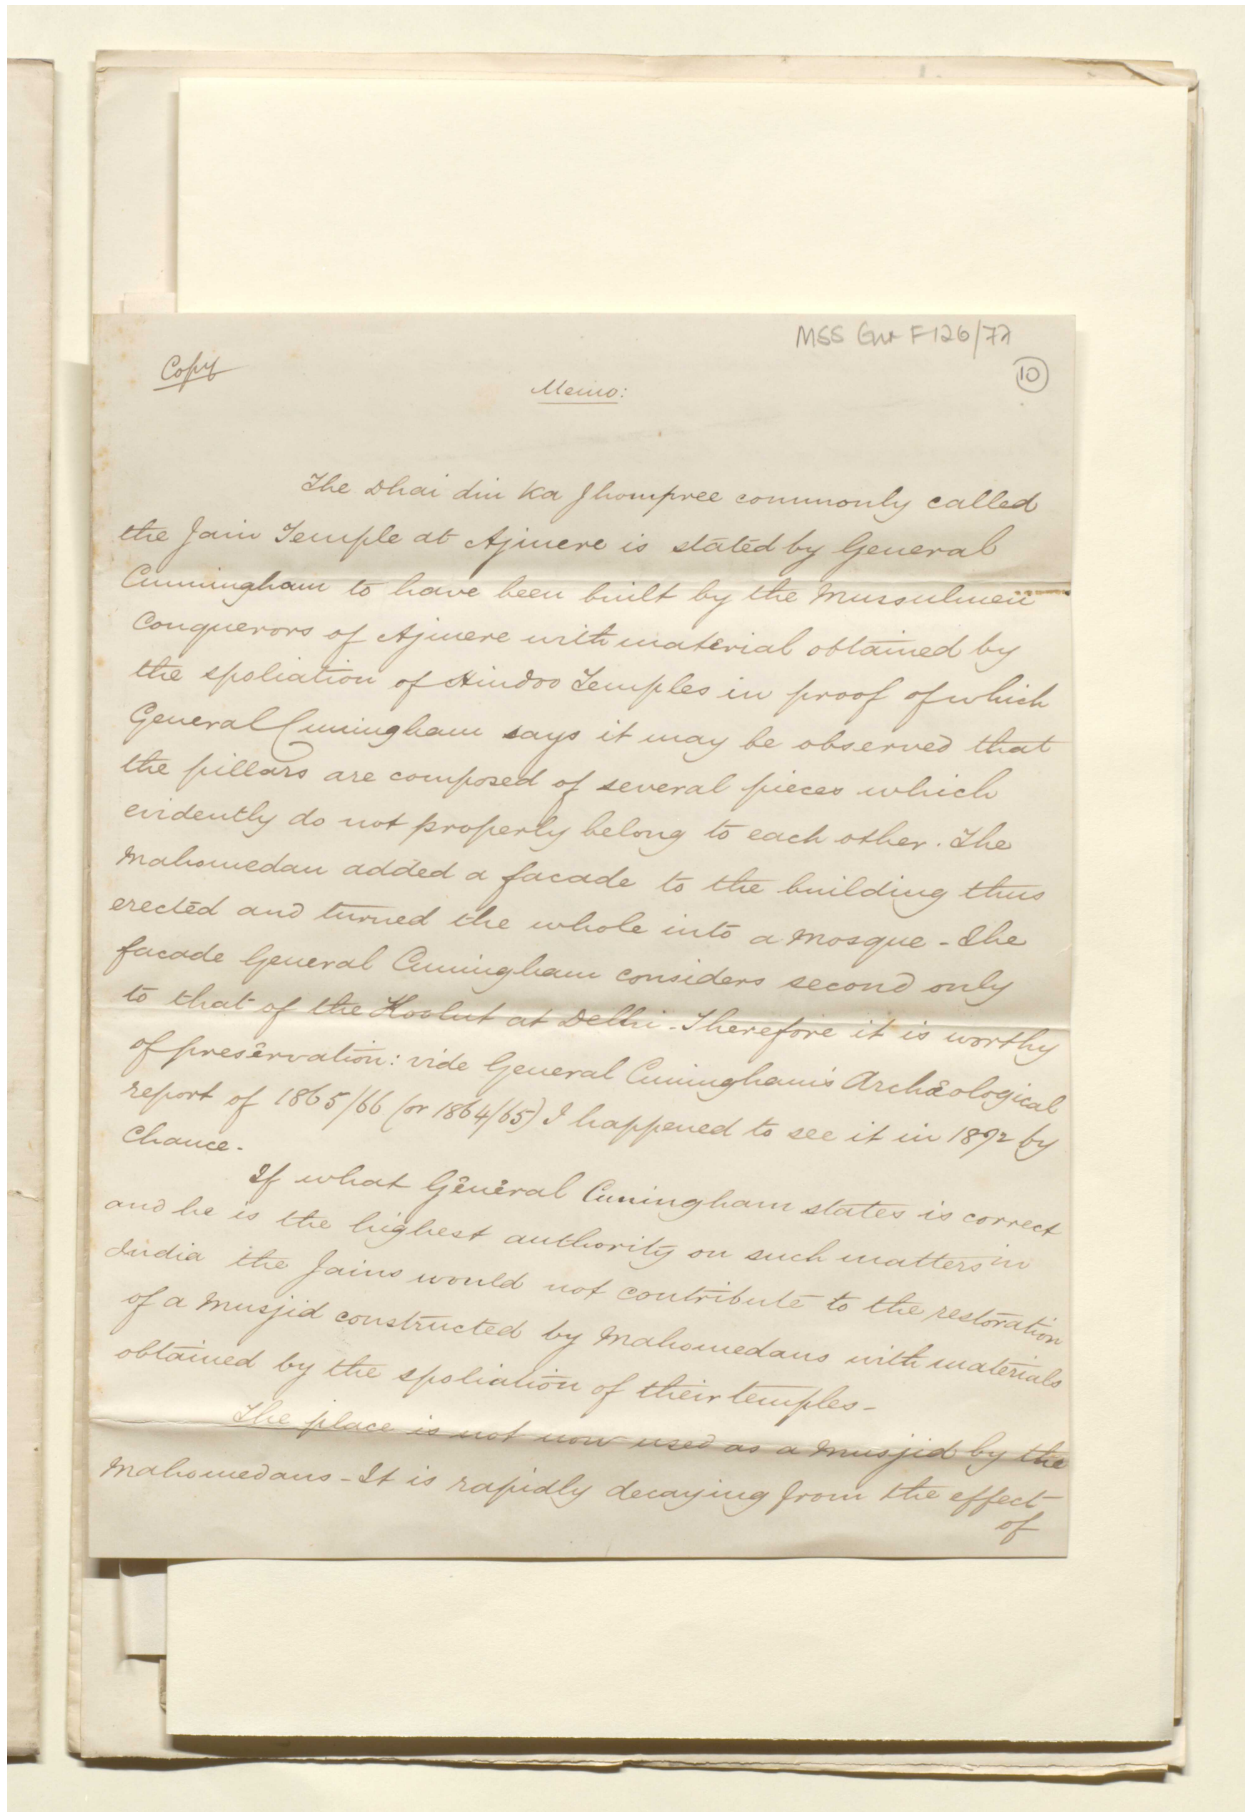 MSS Eur F126/77
10
Copy
Memo:
The Dhai din Ka Jhompree commonly called
the Jain Temple at Ajmere is stated by General
Cunningham to have been built by the Mussulmen
Conquerors of Ajmere with material obtained by
the spoliation of Hindoo Temples in proof of which
General Cuningham says it may be observed that
the pillars are composed of several pieces which
evidently do not properly belong to each other. The
Mahomedan added a facade to the building thus
erected and turned the whole into a Mosque - The
facade General Cuningham considers second only
to that of the Kootut at Delhi. Therefore it is worthy
of preservation: vide General Cuningham's Archæological
report of 1865/66 (or 1864/65) I happened to see it in 1892 by
Chance.
If what General Cuningham states is correct
and he is the highest authority on such matters in
India the Jains would not contribute to the restoration
of a Musjid constructed by Mahomedans with materials
obtained by the spoliation of their temples -
The place is not now used as a Musjid by the
Mahomedans - It is rapidly decaying from the effect
of